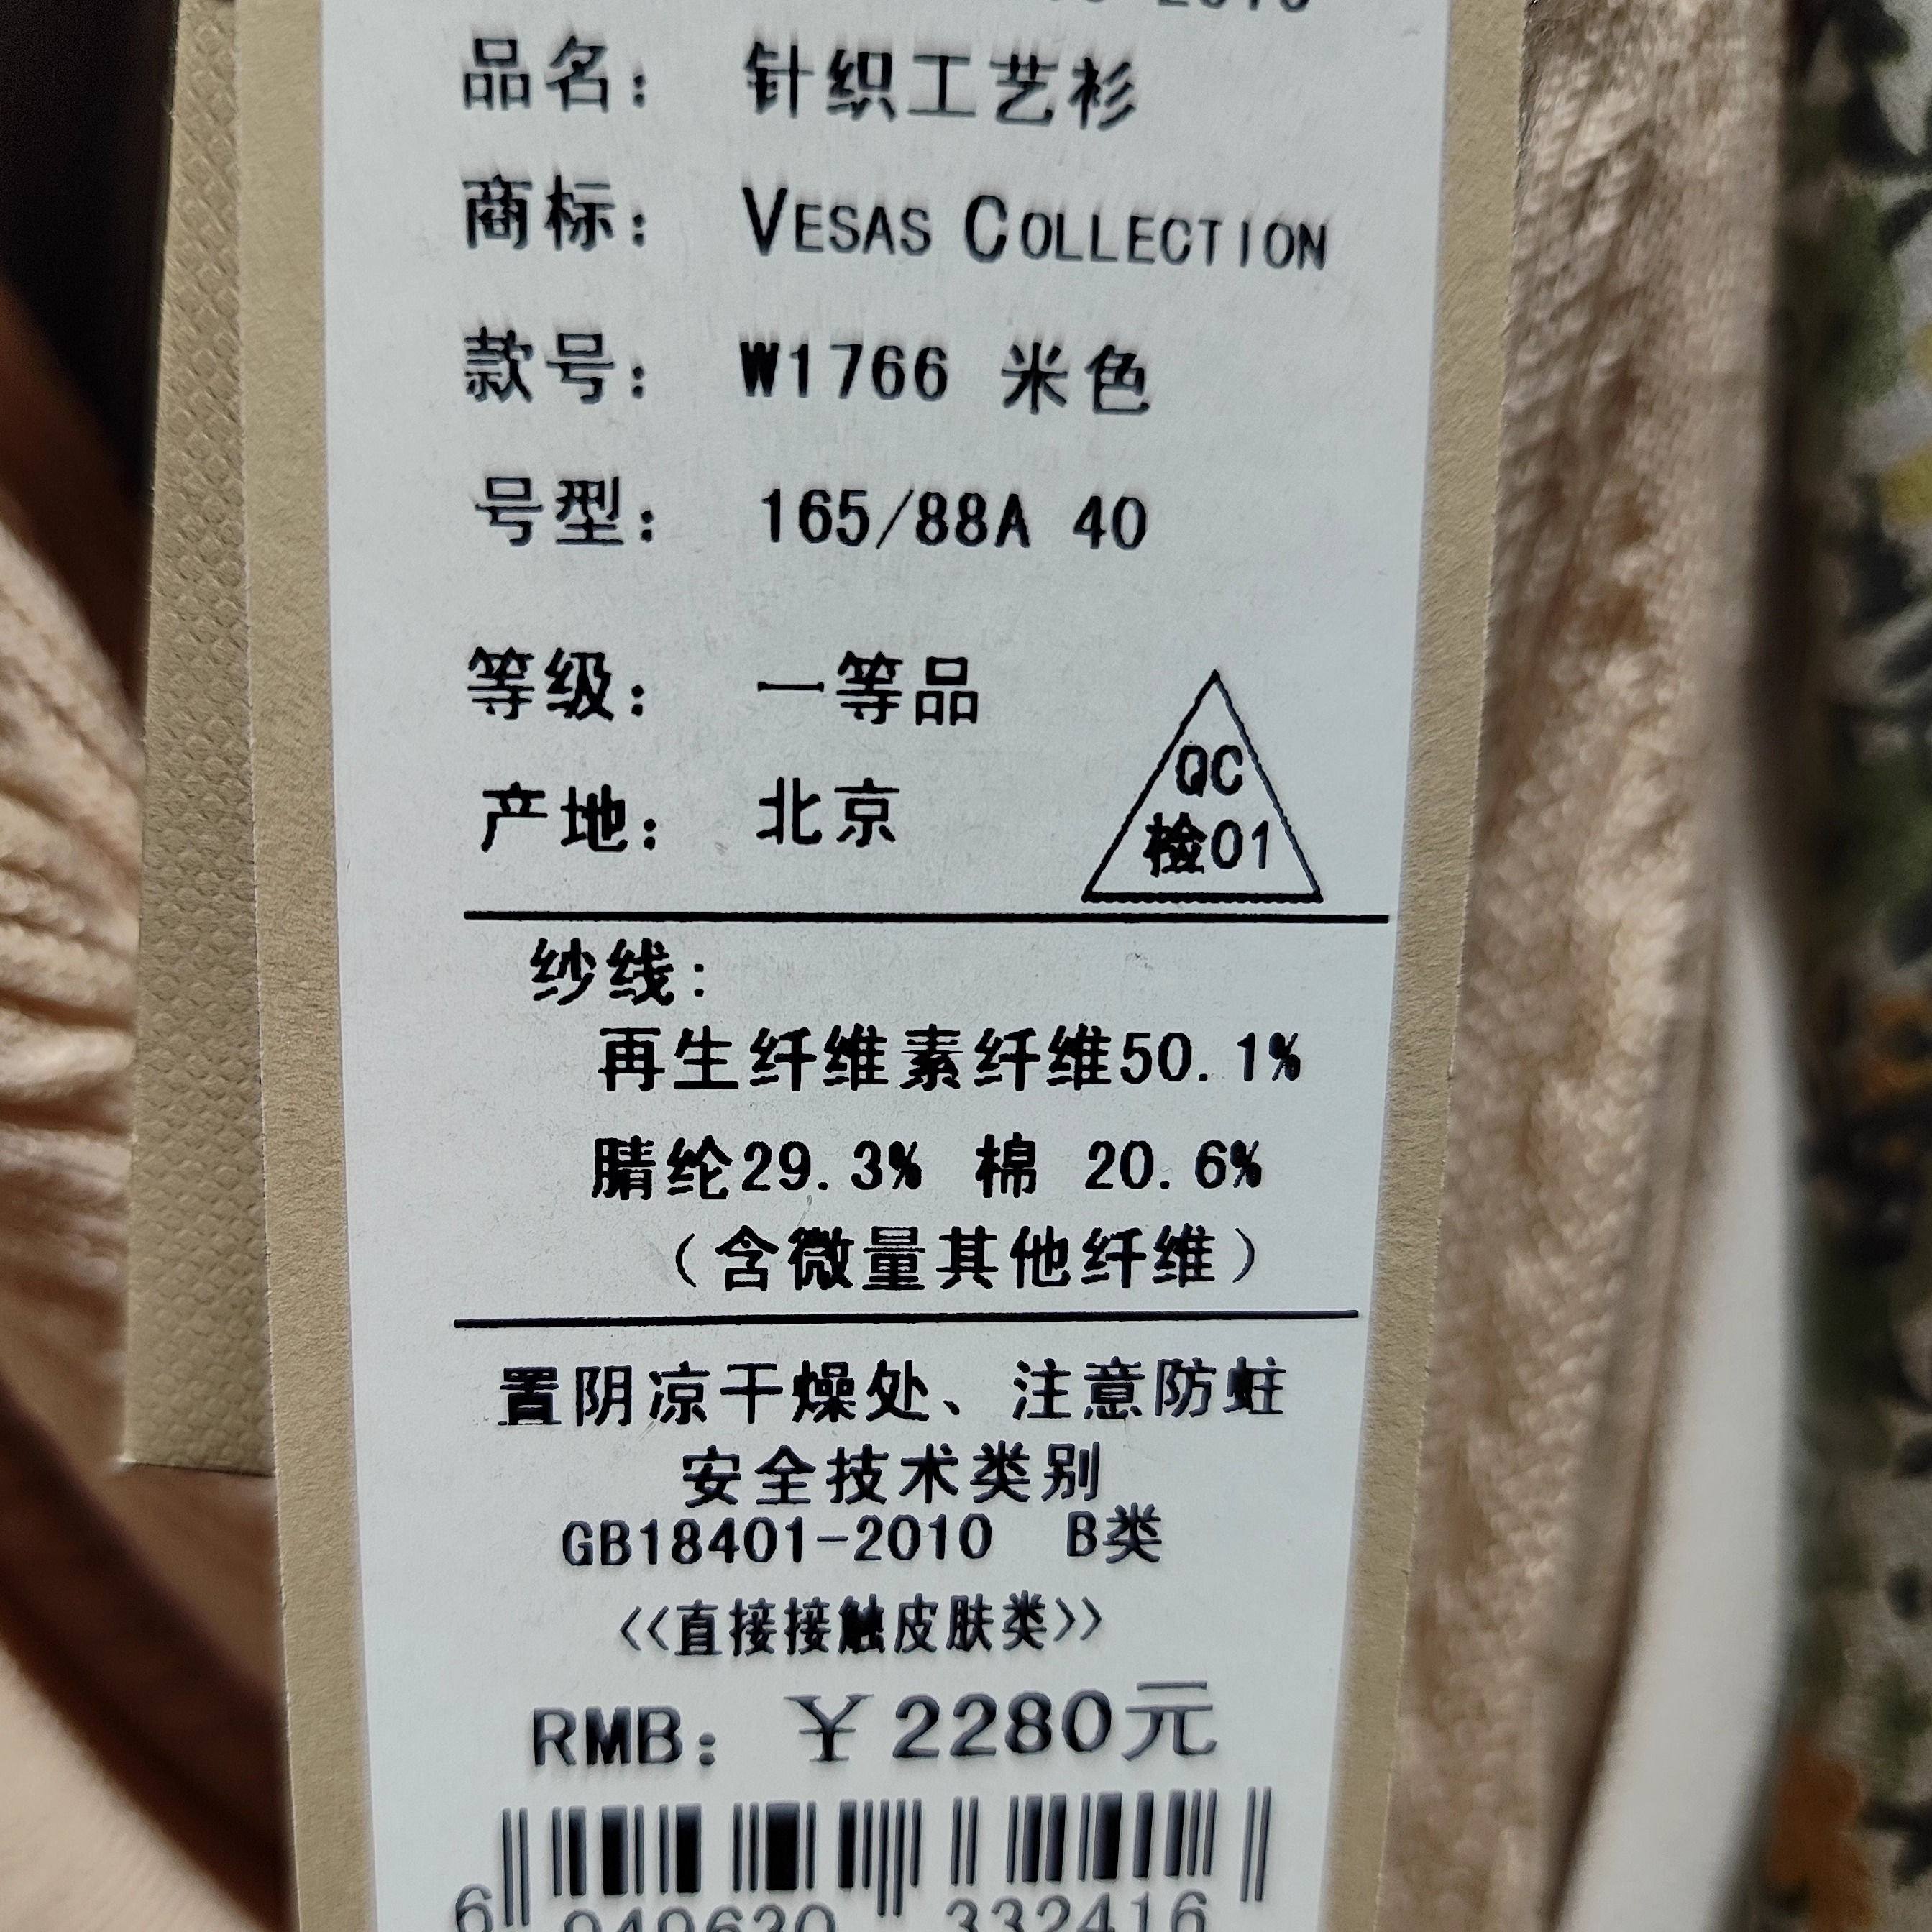 品名： 针织工艺衫
商标： VESAS COLLECTION
款号： W1766 米色
号型： 165/88A 40
等级： 一等品
产地： 北京
QC
检01
纱线：
再生纤维素纤维50.1%
腈纶29.3% 棉 20.6%
（含微量其他纤维）
置阴凉干燥处、注意防蛀
安全技术类别
GB18401-2010 B类
<<直接接触皮肤类>>
RMB： ￥2280元
6 949630 332416